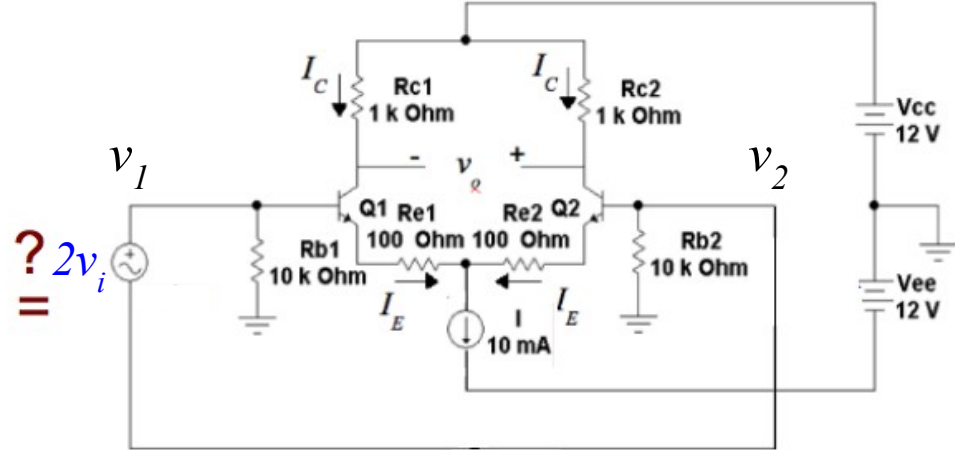 I_C
Rc1
1 k Ohm
I_C
Rc2
1 k Ohm
Vcc
12 V
v_1
- v_o +
v_2
? 2v_i
=
Q1
Re1
100 Ohm
Re2
100 Ohm
Q2
Rb1
10 k Ohm
Rb2
10 k Ohm
I_E
I_E
I
10 mA
Vee
12 V